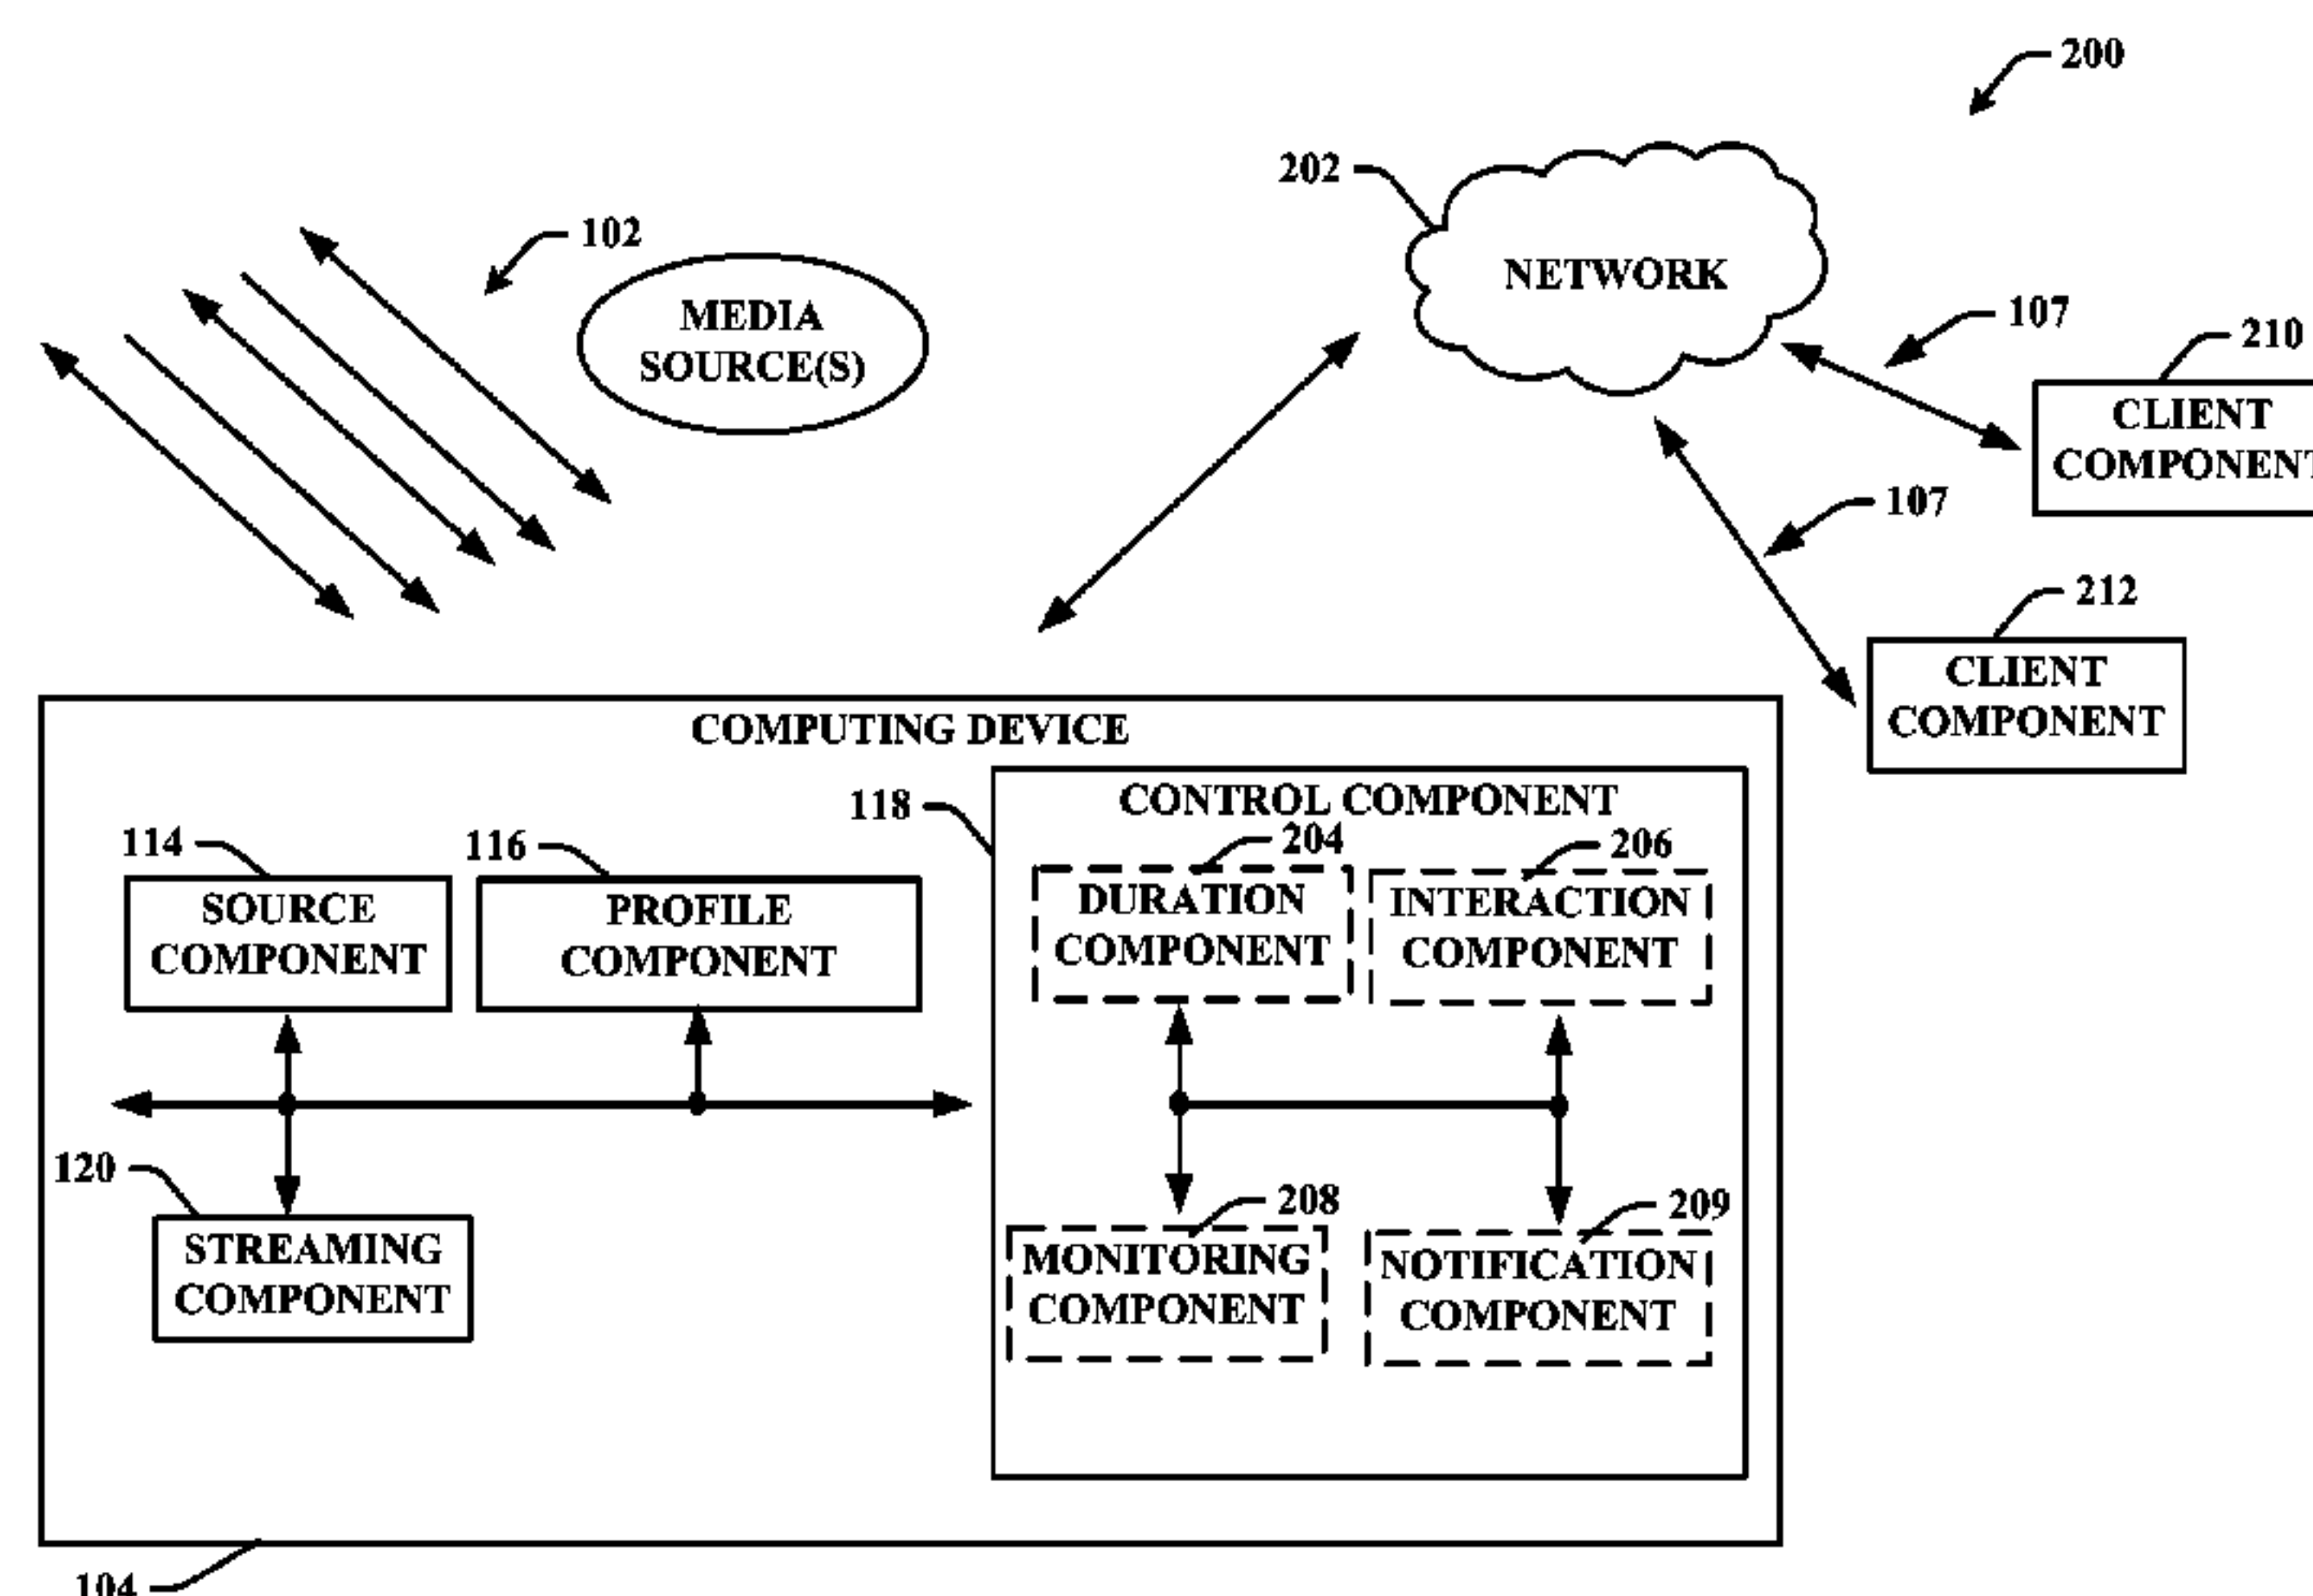 200
202
NETWORK
102
MEDIA
SOURCE(S)
107
210
CLIENT
COMPONENT
107
212
CLIENT
COMPONENT
COMPUTING DEVICE
118
CONTROL COMPONENT
114
SOURCE
COMPONENT
116
PROFILE
COMPONENT
204
DURATION
COMPONENT
206
INTERACTION
COMPONENT
120
STREAMING
COMPONENT
208
MONITORING
COMPONENT
209
NOTIFICATION
COMPONENT
104